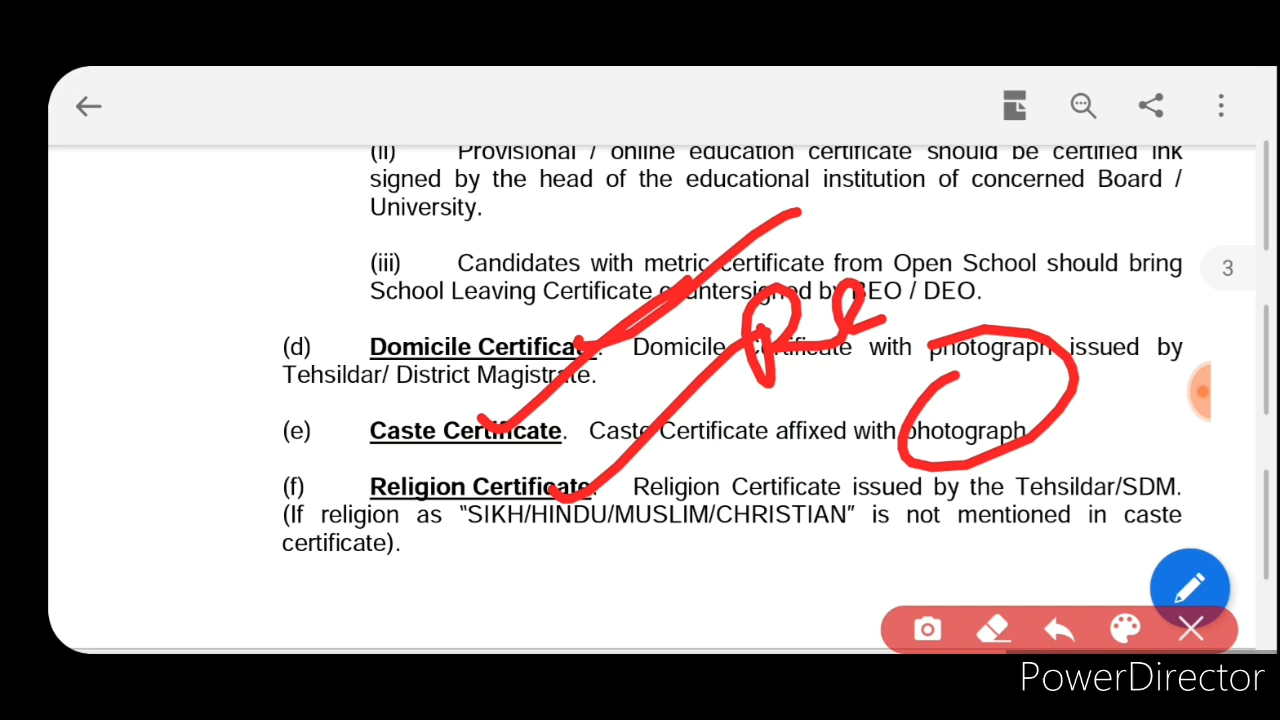 (ii) Provisional / online education certificate should be certified ink
signed by the head of the educational institution of concerned Board /
University.
(iii) Candidates with metric certificate from Open School should bring
School Leaving Certificate countersigned by BEO / DEO.
3
(d) Domicile Certificate. Domicile Certificate with photograph issued by
Tehsildar/ District Magistrate.
(e) Caste Certificate. Caste Certificate affixed with photograph.
(f) Religion Certificate. Religion Certificate issued by the Tehsildar/SDM.
(If religion as “SIKH/HINDU/MUSLIM/CHRISTIAN” is not mentioned in caste
certificate).
PowerDirector